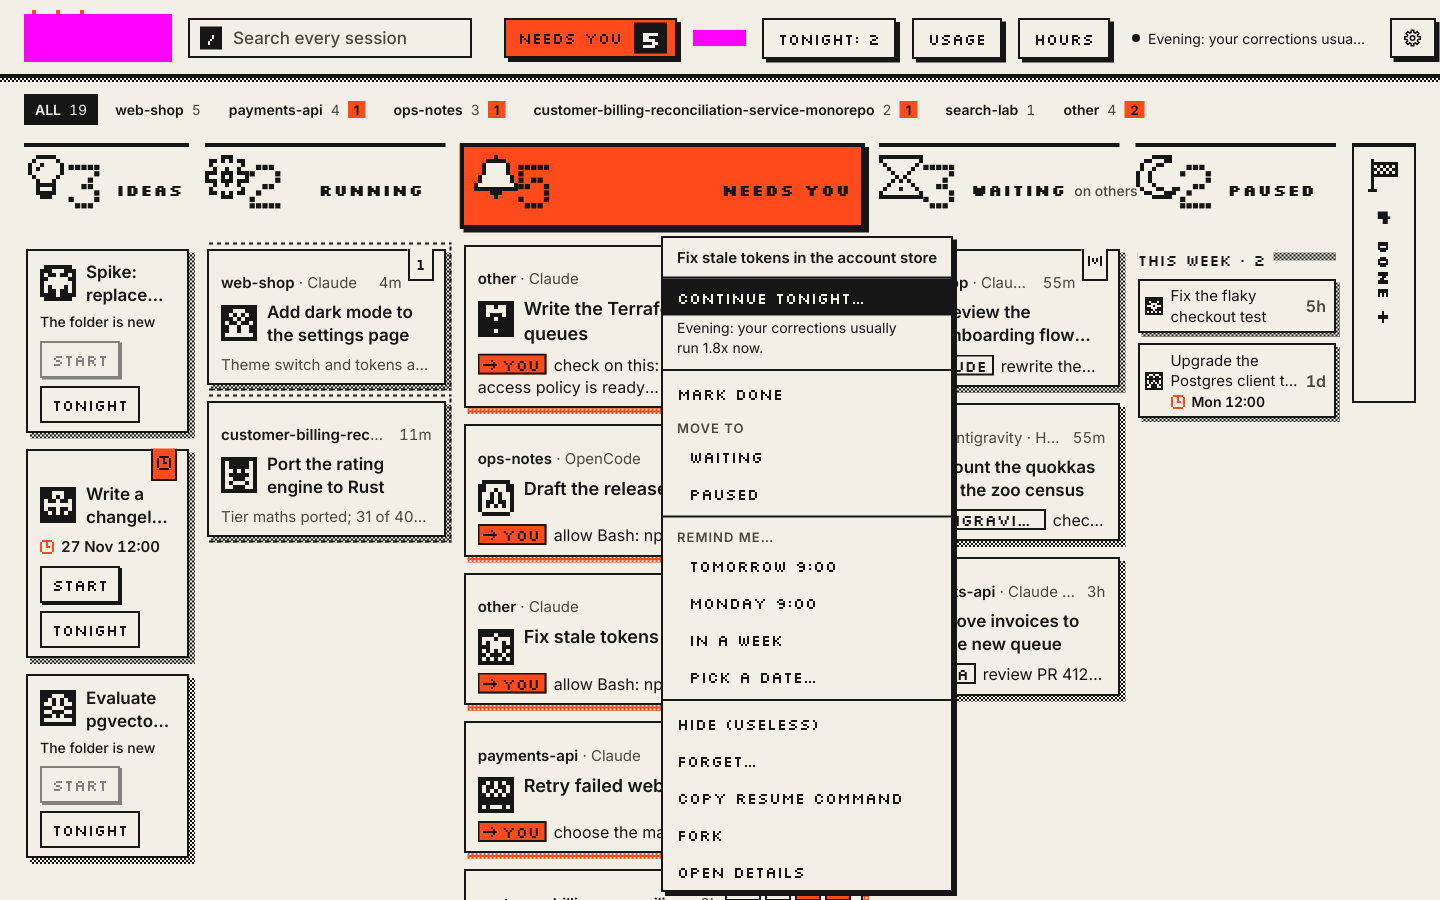 / Search every session
NEEDS YOU 5
TONIGHT: 2
USAGE
HOURS
Evening: your corrections usua...
ALL 19
web-shop 5
payments-api 4 1
ops-notes 3 1
customer-billing-reconciliation-service-monorepo 2 1
search-lab 1
other 4 2
3 IDEAS
2 RUNNING
5 NEEDS YOU
3 WAITING on others
2 PAUSED
4 DONE +
Spike:
replace...
The folder is new
START
TONIGHT
Write a
changel...
27 Nov 12:00
START
TONIGHT
Evaluate
pgvecto...
The folder is new
START
TONIGHT
1
web-shop · Claude 4m
Add dark mode to
the settings page
Theme switch and tokens a...
customer-billing-rec... 11m
Port the rating
engine to Rust
Tier maths ported; 31 of 40...
other · Claude
Write the Terraf
queues
→ YOU check on this:
access policy is ready...
ops-notes · OpenCode
Draft the release
→ YOU allow Bash: np
other · Claude
Fix stale tokens
→ YOU allow Bash: np
payments-api · Claude
Retry failed web
→ YOU choose the ma
Fix stale tokens in the account store
CONTINUE TONIGHT...
Evening: your corrections usually
run 1.8x now.
MARK DONE
MOVE TO
WAITING
PAUSED
REMIND ME...
TOMORROW 9:00
MONDAY 9:00
IN A WEEK
PICK A DATE...
HIDE (USELESS)
FORGET...
COPY RESUME COMMAND
FORK
OPEN DETAILS
op · Clau... 55m
eview the
nboarding flow...
UDE rewrite the...
ntigravity · H... 55m
ount the quokkas
the zoo census
NGRAVI... chec...
ts-api · Claude ... 3h
ove invoices to
e new queue
A review PR 412...
THIS WEEK · 2
Fix the flaky
checkout test 5h
Upgrade the
Postgres client t... 1d
Mon 12:00